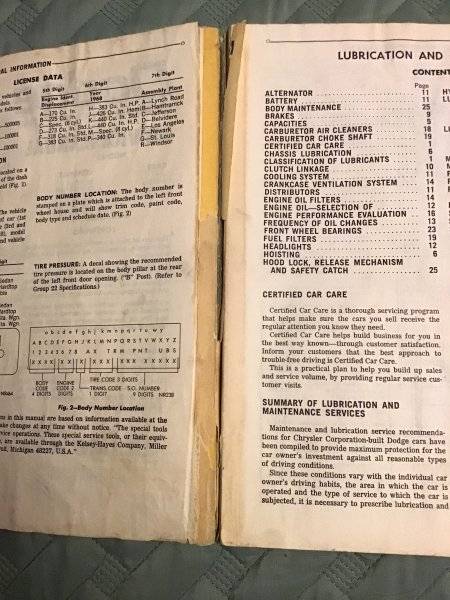 AL INFORMATION
LICENSE DATA
5th Digit
6th Digit
7th Digit
Engine Ident.
Displacement
Year
1968
Assembly Plant
A—170 Cu. In.
B—225 Cu. In.
C—Spec. (6 cyl.)
D—273 Cu. In.
F—318 Cu. In.
G—383 Cu. In.
H—383 Cu. In. H.P.
J—426 Cu. In. Hemi
K—440 Cu. In. Std.
L—440 Cu. In. H.P.
M—Spec. (8 cyl.)
P—340 Cu. In.
A—Lynch Road
B—Hamtramck
C—Jefferson
D—Belvidere
E—Los Angeles
F—Newark
G—St. Louis
R—Windsor
BODY NUMBER LOCATION: The body number is
stamped on a plate which is attached to the left front
wheel house and will show trim code, paint code,
body type and schedule date. (Fig. 2)
TIRE PRESSURE: A decal showing the recommended
tire pressure is located on the body pillar at the rear
of the left front door opening. ("B" Post). (Refer to
Group 22 Specifications.)
BODY
CODE
4 DIGITS
ENGINE
CODE
2 DIGITS
TIRE CODE 3 DIGITS
TRANS. CODE
1 DIGIT
S.O. NUMBER
9 DIGITS
NR238
Fig. 2—Body Number Location
ns in this manual are based on information available at the
ake changes at any time without notice. "The special tools
vice operations. These special service tools, or their equiv-
, are available through the Kelsey-Hayes Company, Miller
ad, Michigan 48227, U.S.A."
LUBRICATION AND
CONTEN
Page
ALTERNATOR 11
BATTERY 11
BODY MAINTENANCE 25
BRAKES 9
CAPACITIES 5
CARBURETOR AIR CLEANERS 18
CARBURETOR CHOKE SHAFT 19
CERTIFIED CAR CARE 1
CHASSIS LUBRICATION 6
CLASSIFICATION OF LUBRICANTS 1
CLUTCH LINKAGE 10
COOLING SYSTEM 11
CRANKCASE VENTILATION SYSTEM 14
DISTRIBUTORS 11
ENGINE OIL FILTERS 14
ENGINE OIL—SELECTION OF 12
ENGINE PERFORMANCE EVALUATION 16
FREQUENCY OF OIL CHANGES 13
FRONT WHEEL BEARINGS 23
FUEL FILTERS 19
HEADLIGHTS 12
HOISTING 6
HOOD LOCK, RELEASE MECHANISM
AND SAFETY CATCH 25
CERTIFIED CAR CARE
Certified Car Care is a thorough servicing program
that helps make sure the cars you sell receive the
regular attention you know they need.
Certified Car Care helps build business for you in
the best way known—through customer satisfaction.
Inform your customers that the best approach to
trouble-free driving is Certified Car Care.
This is a practical plan to help you build up sales
and service volume, by providing regular service cus-
tomer visits.
SUMMARY OF LUBRICATION AND
MAINTENANCE SERVICES
Maintenance and lubrication service recommenda-
tions for Chrysler Corporation-built Dodge cars have
been compiled to provide maximum protection for the
car owner's investment against all reasonable types
of driving conditions.
Since these conditions vary with the individual car
owner's driving habits, the area in which the car is
operated and the type of service to which the car is
subjected, it is necessary to prescribe lubrication and